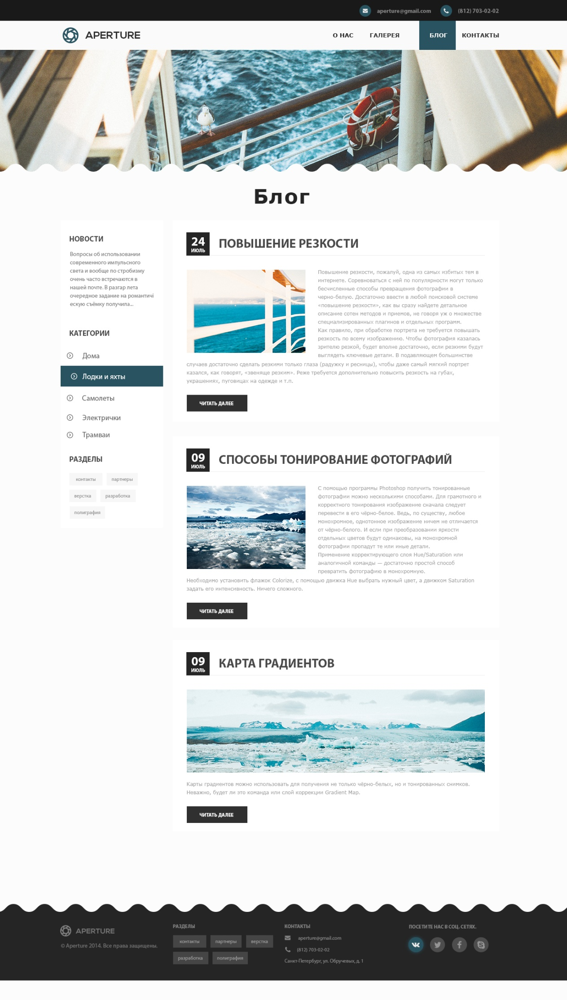 aperture@gmail.com
(812) 703-02-02
APERTURE
О НАС
ГАЛЕРЕЯ
БЛОГ
КОНТАКТЫ
Блог
НОВОСТИ
Вопросы об использовании
современного импульсного
света и вообще по стробизму
очень часто встречаются в
нашей почте. В разгар лета
очередное задание на романтичi
ескую съёмку получила...
КАТЕГОРИИ
Дома
Лодки и яхты
Самолеты
Электрички
Трамваи
РАЗДЕЛЫ
контакты
партнеры
верстка
разработка
полиграфия
24
ИЮЛЬ
ПОВЫШЕНИЕ РЕЗКОСТИ
Повышение резкости, пожалуй, одна из самых избитых тем в
интернете. Соревноваться с ней по популярности могут только
бесчисленные способы превращения фотографии в
черно-белую. Достаточно ввести в любой поисковой системе
«повышение резкости», как вы сразу найдете детальное
описание сотен методов и приемов, не говоря уж о множестве
специализированных плагинов и отдельных программ.
Как правило, при обработке портрета не требуется повышать
резкость по всему изображению. Чтобы фотография казалась
зрителю резкой, будет вполне достаточно, если резкими будут
выглядеть ключевые детали. В подавляющем большинстве
случаев достаточно сделать резкими только глаза (радужку и ресницы), чтобы даже самый мягкий портрет
казался, как говорят, «звеняще резким». Реже требуется дополнительно повысить резкость на губах,
украшениях, пуговицах на одежде и т.п.
ЧИТАТЬ ДАЛЕЕ
09
ИЮЛЬ
СПОСОБЫ ТОНИРОВАНИЕ ФОТОГРАФИЙ
С помощью программы Photoshop получить тонированные
фотографии можно несколькими способами. Для грамотного и
корректного тонирования изображение сначала следует
перевести в его чёрно-белое. Ведь, по существу, любое
монохромное, однотонное изображение ничем не отличается
от чёрно-белого. И если при преобразовании яркости
отдельных цветов будут одинаковы, на монохромной
фотографии пропадут те или иные детали.
Применение корректирующего слоя Hue/Saturation или
аналогичной команды — достаточно простой способ
превратить фотографию в монохромную.
Необходимо установить флажок Colorize, с помощью движка Hue выбрать нужный цвет, а движком Saturation
задать его интенсивность. Ничего сложного.
ЧИТАТЬ ДАЛЕЕ
09
ИЮЛЬ
КАРТА ГРАДИЕНТОВ
Карты градиентов можно использовать для получения не только чёрно-белых, но и тонированных снимков.
Неважно, будет ли это команда или слой коррекции Gradient Map.
ЧИТАТЬ ДАЛЕЕ
APERTURE
© Aperture 2014. Все права защищены.
РАЗДЕЛЫ
контакты
партнеры
верстка
разработка
полиграфия
КОНТАКТЫ
aperture@gmail.com
(812) 703-02-02
Санкт-Петербург, ул. Обручевых, д. 1
ПОСЕТИТЕ НАС В СОЦ. СЕТЯХ.